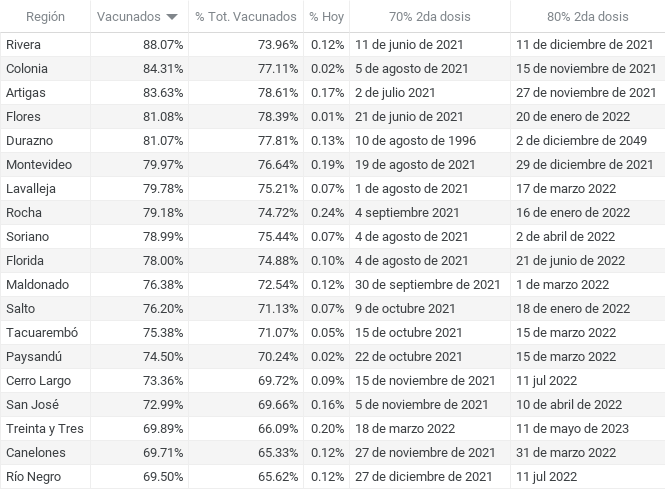 Región Vacunados % Tot. Vacunados % Hoy 70% 2da dosis 80% 2da dosis
Rivera 88.07% 73.96% 0.12% 11 de junio de 2021 11 de diciembre de 2021
Colonia 84.31% 77.11% 0.02% 5 de agosto de 2021 15 de noviembre de 2021
Artigas 83.63% 78.61% 0.17% 2 de julio 2021 27 de noviembre de 2021
Flores 81.08% 78.39% 0.01% 21 de junio de 2021 20 de enero de 2022
Durazno 81.07% 77.81% 0.13% 10 de agosto de 1996 2 de diciembre de 2049
Montevideo 79.97% 76.64% 0.19% 19 de agosto de 2021 29 de diciembre de 2021
Lavalleja 79.78% 75.21% 0.07% 1 de agosto de 2021 17 de marzo 2022
Rocha 79.18% 74.72% 0.24% 4 septiembre 2021 16 de enero de 2022
Soriano 78.99% 75.44% 0.07% 4 de agosto de 2021 2 de abril de 2022
Florida 78.00% 74.88% 0.10% 4 de agosto de 2021 21 de junio de 2022
Maldonado 76.38% 72.54% 0.12% 30 de septiembre de 2021 1 de marzo 2022
Salto 76.20% 71.13% 0.07% 9 de octubre 2021 18 de enero de 2022
Tacuarembó 75.38% 71.07% 0.05% 15 de octubre 2021 15 de marzo 2022
Paysandú 74.50% 70.24% 0.02% 22 de octubre 2021 15 de marzo 2022
Cerro Largo 73.36% 69.72% 0.09% 15 de noviembre de 2021 11 jul 2022
San José 72.99% 69.66% 0.16% 5 de noviembre de 2021 10 de abril de 2022
Treinta y Tres 69.89% 66.09% 0.20% 18 de marzo 2022 11 de mayo de 2023
Canelones 69.71% 65.33% 0.12% 27 de noviembre de 2021 31 de marzo 2022
Río Negro 69.50% 65.62% 0.12% 27 de diciembre de 2021 11 jul 2022